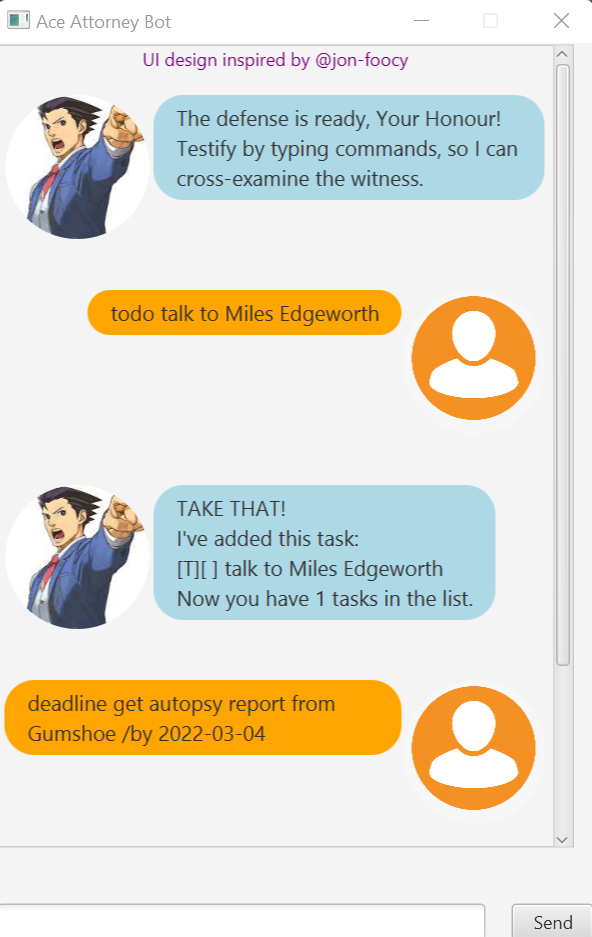 Ace Attorney Bot
UI design inspired by @jon-foocy
The defense is ready, Your Honour!
Testify by typing commands, so I can
cross-examine the witness.
todo talk to Miles Edgeworth
TAKE THAT!
I've added this task:
[T][ ] talk to Miles Edgeworth
Now you have 1 tasks in the list.
deadline get autopsy report from
Gumshoe /by 2022-03-04
Send